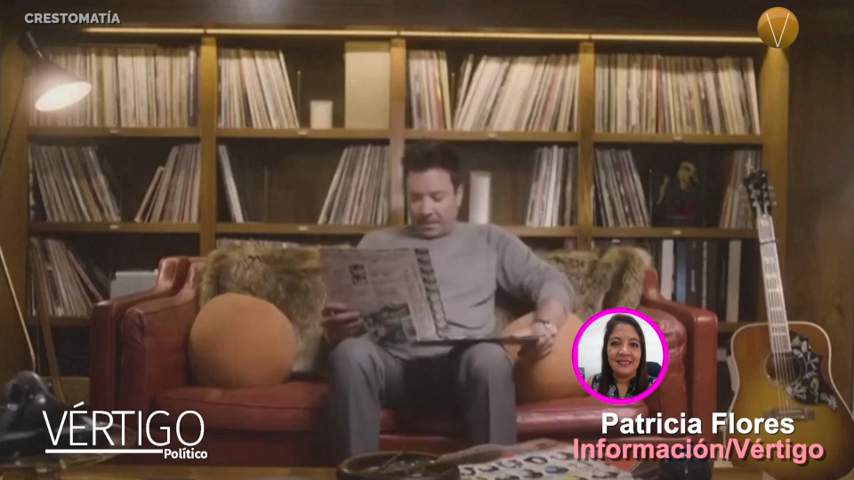 CRESTOMATÍA
V
VÉRTIGO
Político
Patricia Flores
Información/Vértigo